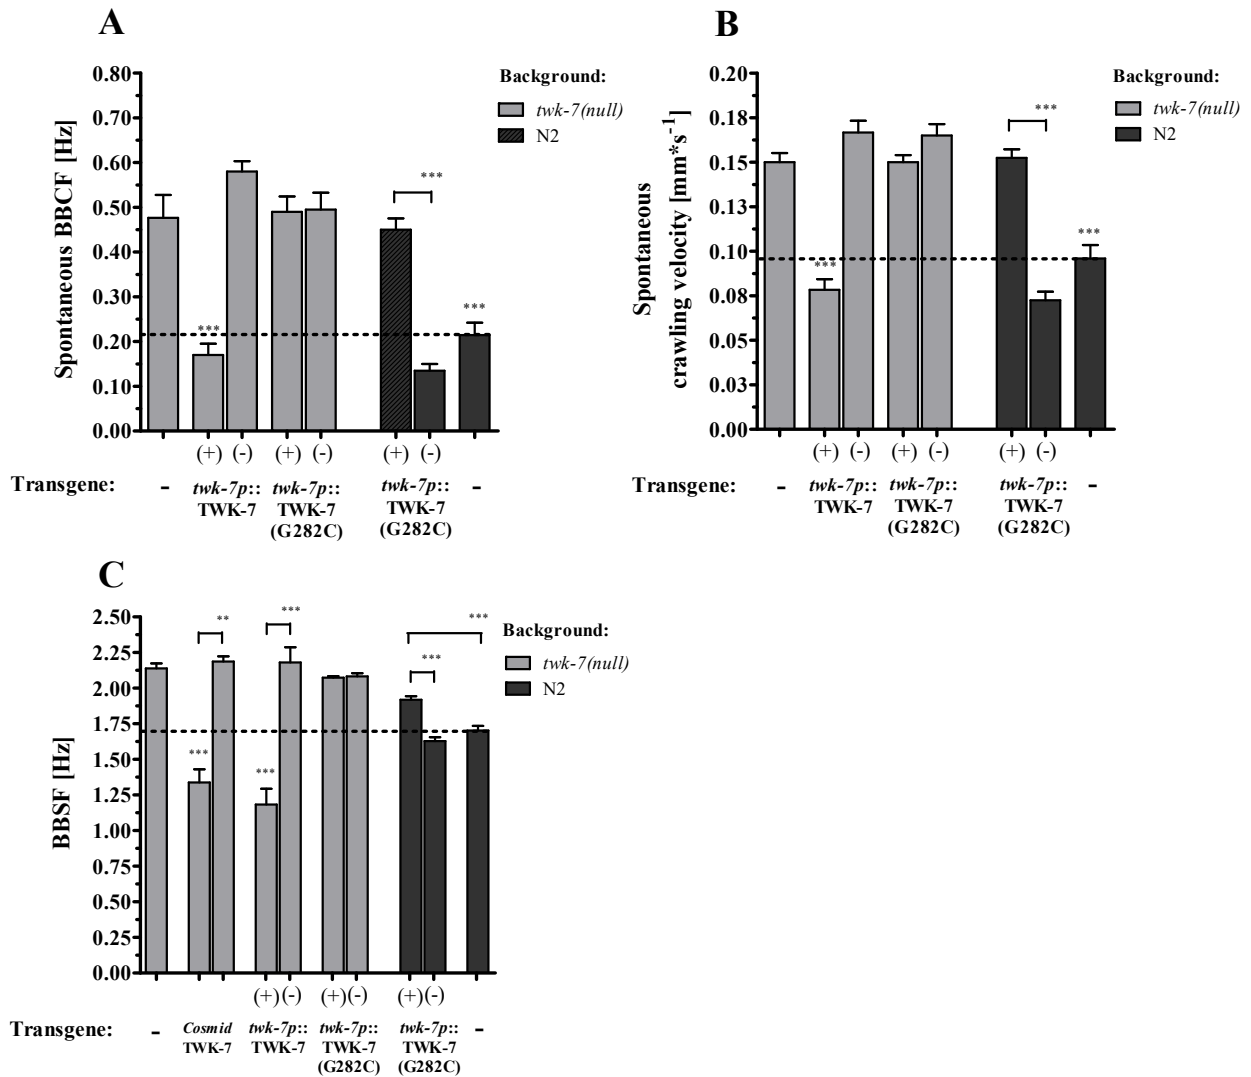 A
Background:
twk-7(null)
N2
Spontaneous BBCF [Hz]
0.80
0.70
0.60
0.50
0.40
0.30
0.20
0.10
0.00
***
***
***
(+) (-) (+) (-) (+) (-)
Transgene: - twk-7p:: twk-7p:: twk-7p:: -
TWK-7 TWK-7 TWK-7
(G282C) (G282C)
B
Background:
twk-7(null)
N2
Spontaneous
crawling velocity [mm*s-1]
0.20
0.18
0.15
0.13
0.10
0.08
0.05
0.03
0.00
***
***
***
(+) (-) (+) (-) (+) (-)
Transgene: - twk-7p:: twk-7p:: twk-7p:: -
TWK-7 TWK-7 TWK-7
(G282C) (G282C)
C
Background:
twk-7(null)
N2
BBSF [Hz]
2.50
2.25
2.00
1.75
1.50
1.25
1.00
0.75
0.50
0.25
0.00
** *** ***
***
***
***
(+) (-) (+) (-) (+) (-)
Transgene: - Cosmid twk-7p:: twk-7p:: twk-7p:: -
TWK-7 TWK-7 TWK-7 TWK-7
(G282C) (G282C)